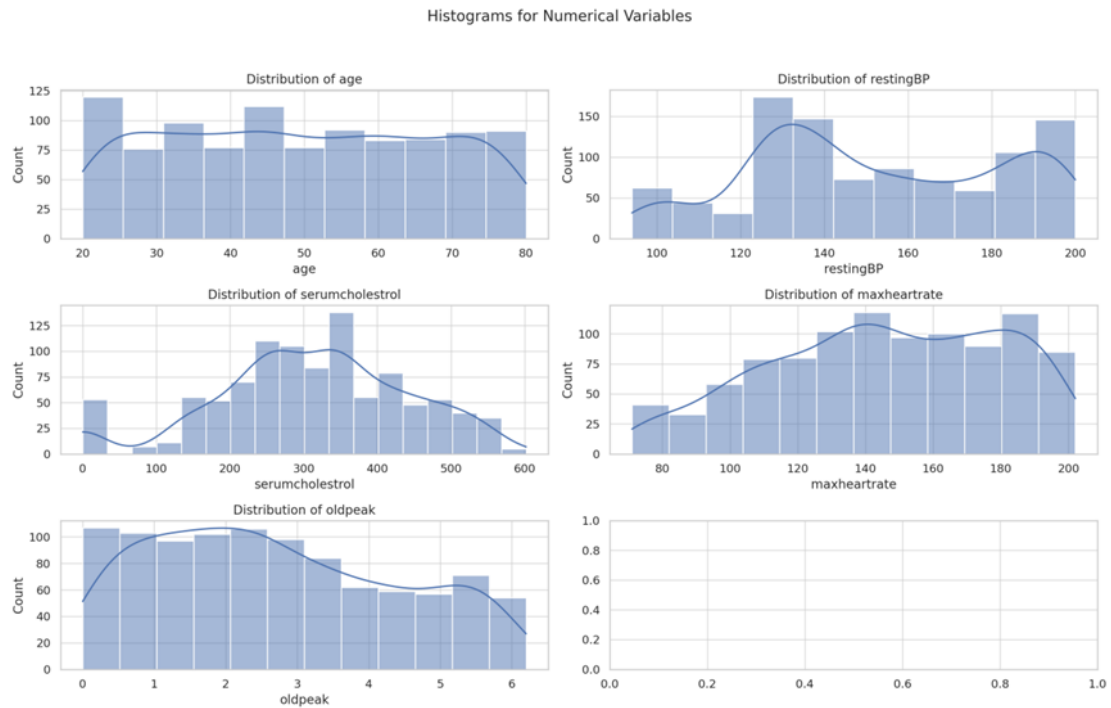 Histograms for Numerical Variables
Distribution of age
Count
125
100
75
50
25
0
20 30 40 50 60 70 80
age
Distribution of restingBP
Count
150
100
50
0
100 120 140 160 180 200
restingBP
Distribution of serumcholestrol
Count
125
100
75
50
25
0
0 100 200 300 400 500 600
serumcholestrol
Distribution of maxheartrate
Count
100
75
50
25
0
80 100 120 140 160 180 200
maxheartrate
Distribution of oldpeak
Count
100
80
60
40
20
0
0 1 2 3 4 5 6
oldpeak
1.0
0.8
0.6
0.4
0.2
0.0
0.0 0.2 0.4 0.6 0.8 1.0